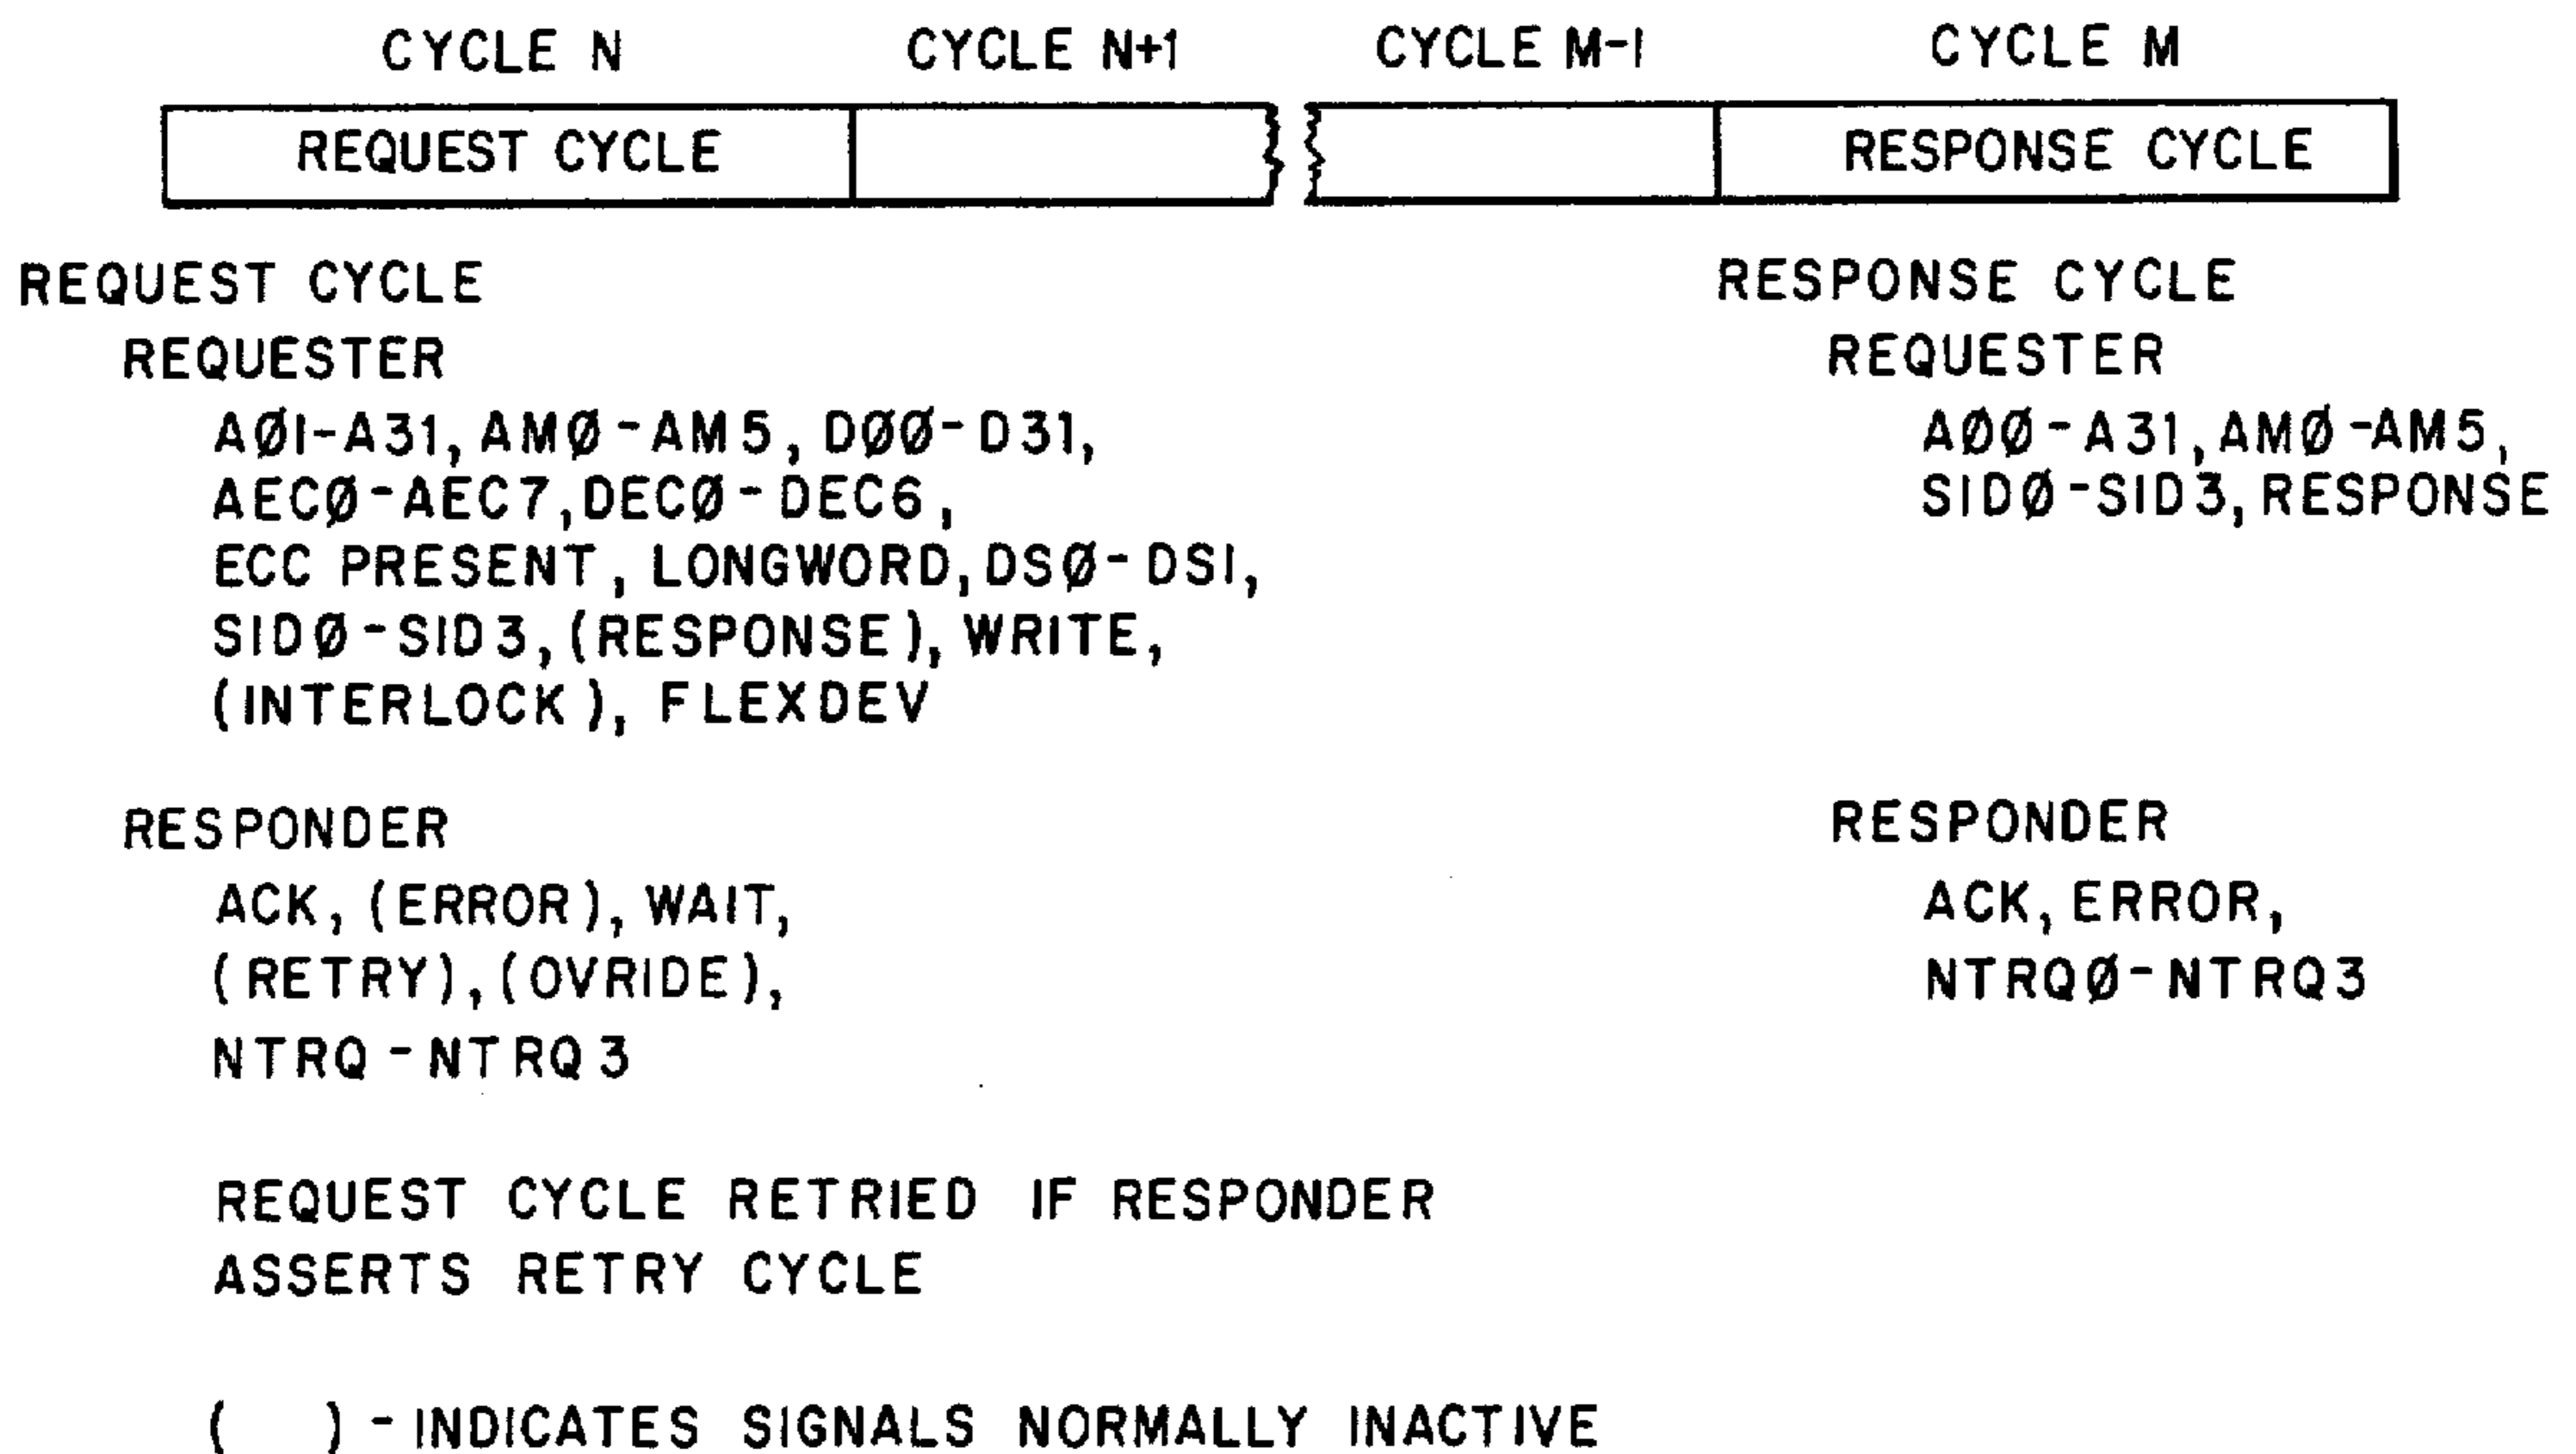 CYCLE N CYCLE N+1 CYCLE M-1 CYCLE M
REQUEST CYCLE RESPONSE CYCLE
REQUEST CYCLE
REQUESTER
AØ1-A31, AMØ-AM5, DØØ-D31,
AECØ-AEC7, DECØ-DEC6,
ECC PRESENT, LONGWORD, DSØ-DS1,
SIDØ-SID3, (RESPONSE), WRITE,
(INTERLOCK), FLEXDEV
RESPONDER
ACK, (ERROR), WAIT,
(RETRY), (OVRIDE),
NTRQ-NTRQ3
REQUEST CYCLE RETRIED IF RESPONDER
ASSERTS RETRY CYCLE
RESPONSE CYCLE
REQUESTER
AØØ-A31, AMØ-AM5,
SIDØ-SID3, RESPONSE
RESPONDER
ACK, ERROR,
NTRQØ-NTRQ3
( ) - INDICATES SIGNALS NORMALLY INACTIVE